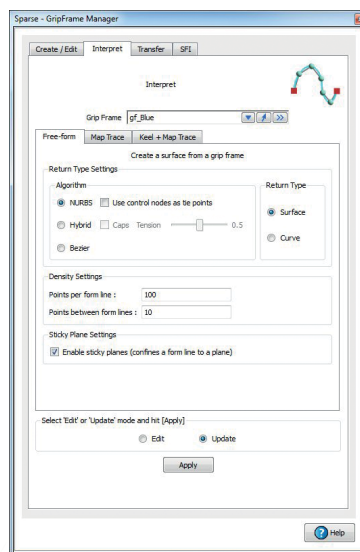 Sparse - GripFrame Manager
Create / Edit Interpret Transfer SFI
Interpret
Grip Frame gf_Blue
Free-form Map Trace Keel + Map Trace
Create a surface from a grip frame
Return Type Settings
Algorithm Return Type
NURBS Use control nodes as tie points
Surface
Hybrid Caps Tension 0.5
Curve
Bezier
Density Settings
Points per form line : 100
Points between form lines : 10
Sticky Plane Settings
Enable sticky planes (confines a form line to a plane)
Select 'Edit' or 'Update' mode and hit [Apply]
Edit Update
Apply
Help